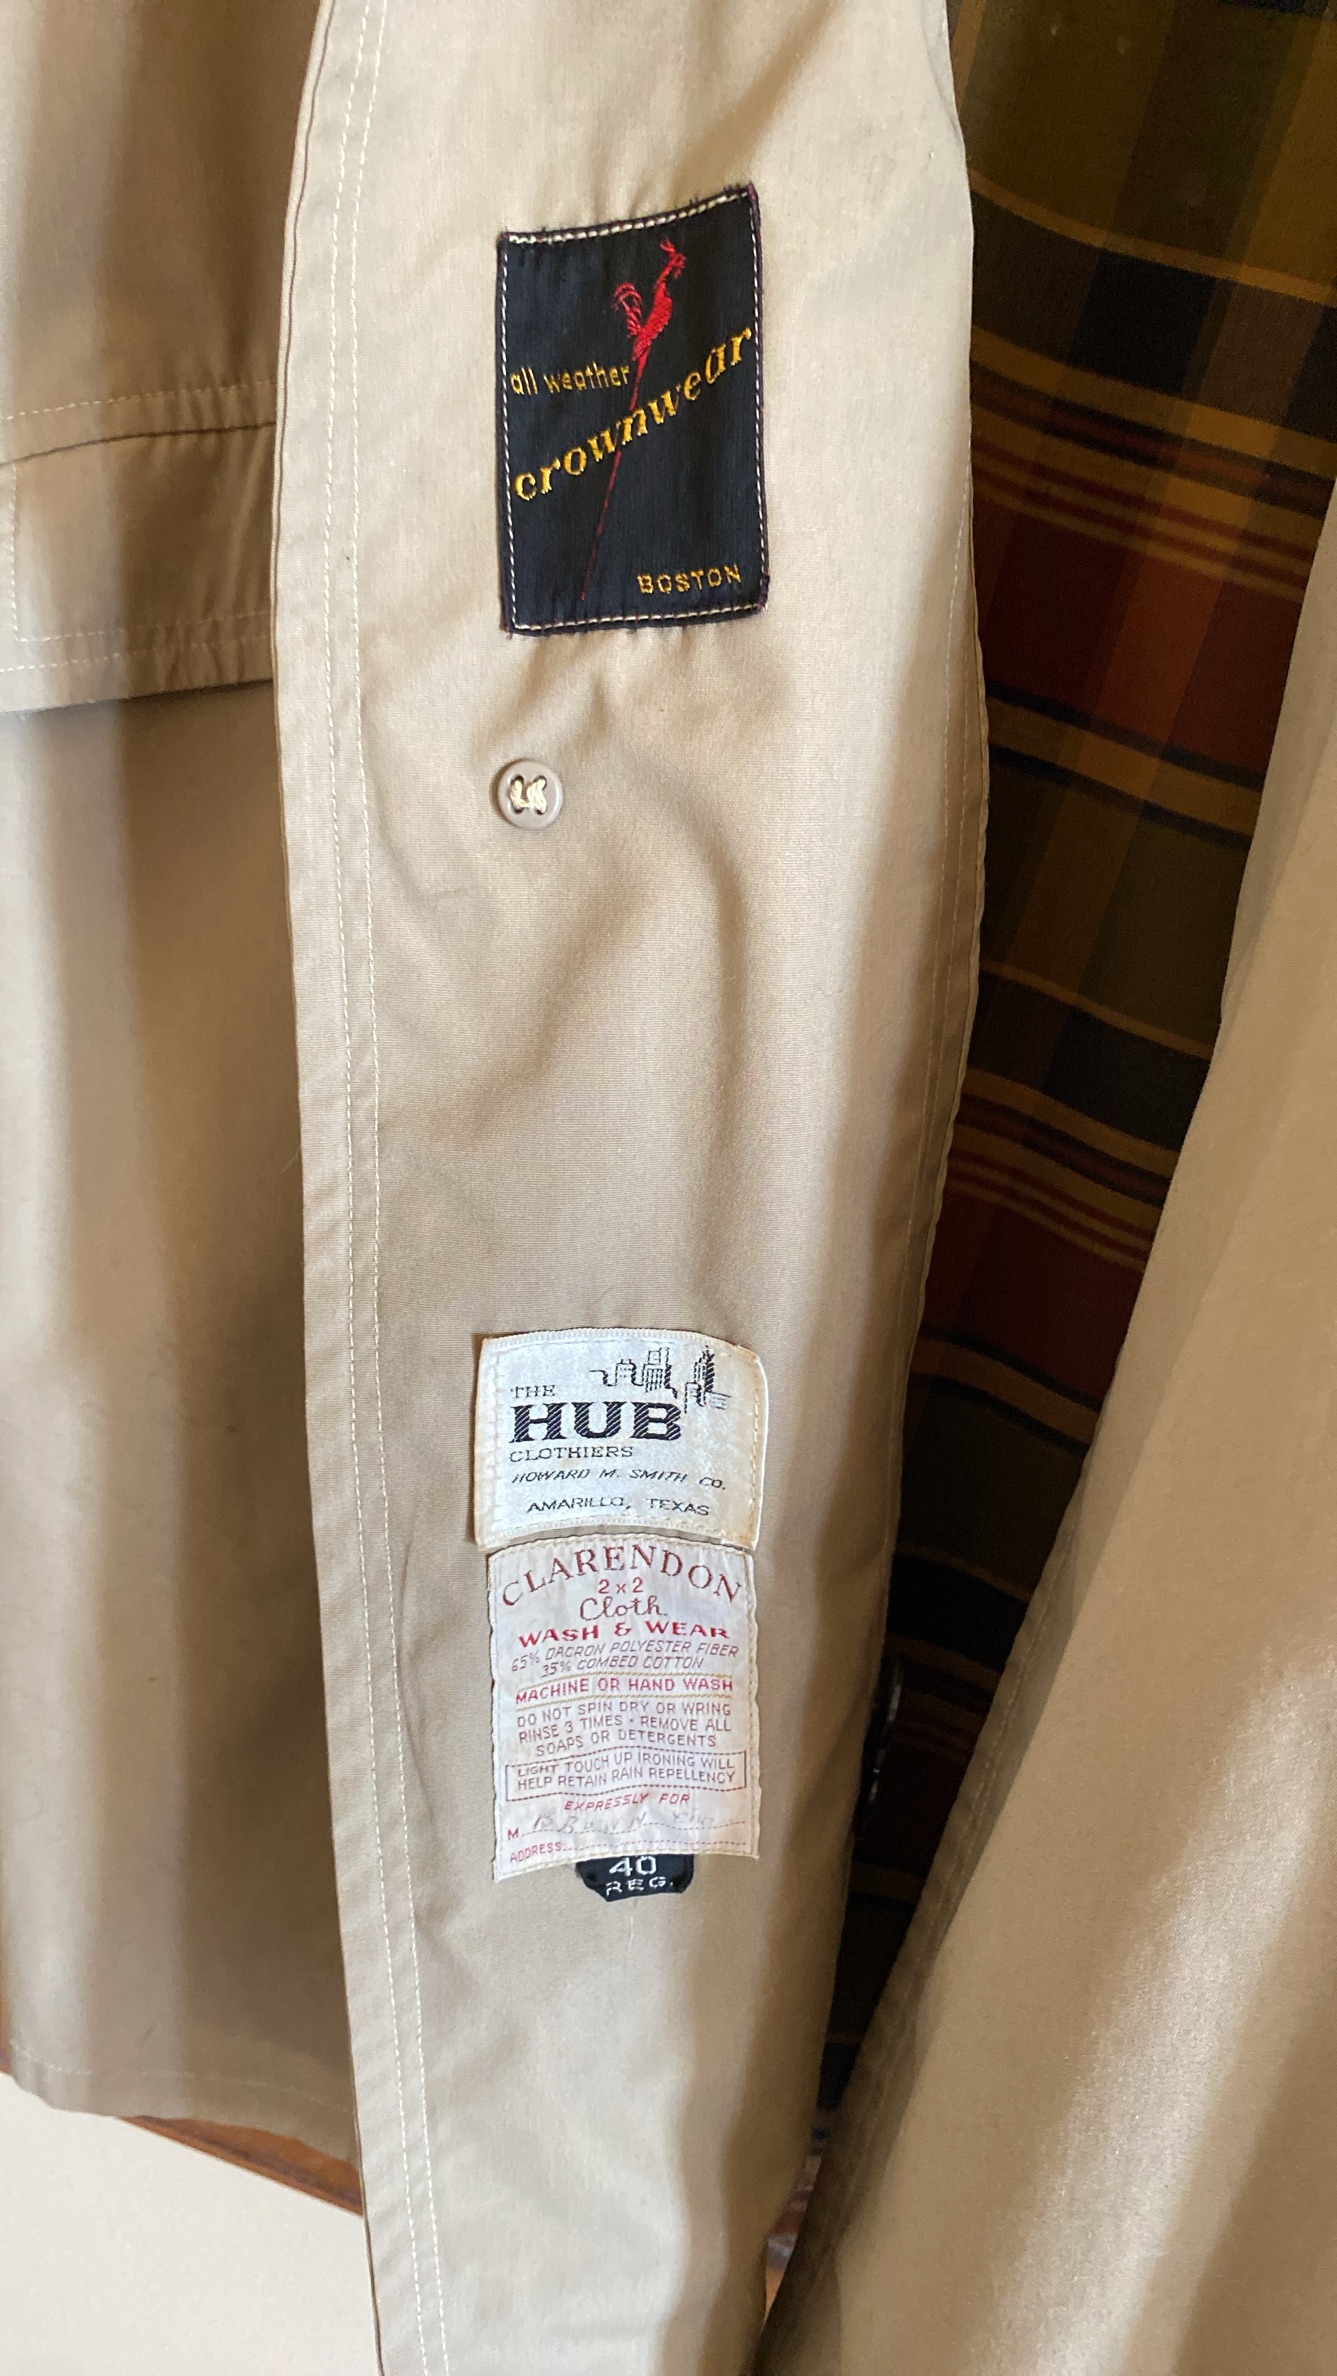 all weather
crownwear
BOSTON
THE
HUB
CLOTHIERS
HOWARD M. SMITH CO.
AMARILLO, TEXAS
CLARENDON
2 x 2
Cloth
WASH & WEAR
65% DACRON POLYESTER FIBER
35% COMBED COTTON
MACHINE OR HAND WASH
DO NOT SPIN DRY OR WRING
RINSE 3 TIMES • REMOVE ALL
SOAPS OR DETERGENTS
LIGHT TOUCH UP IRONING WILL
HELP RETAIN RAIN REPELLENCY
EXPRESSLY FOR
M
ADDRESS
40
REG.